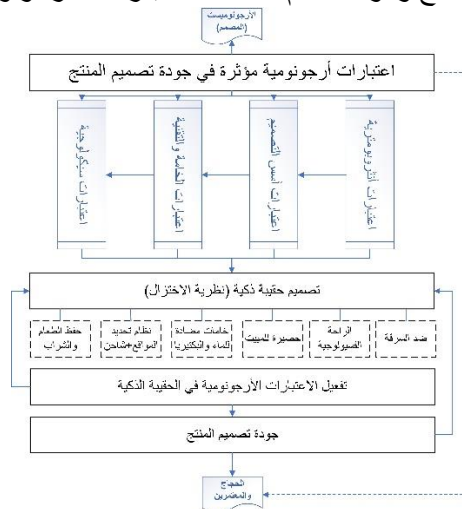 الأرجونوميست
(المصمم)
اعتبارات أرجونومية مؤثرة في جودة تصميم المنتج
اعتبارات أنثروبومترية
اعتبارات أسس التصميم
اعتبارات الخامة والتقنية
اعتبارات سيكولوجية
تصميم حقيبة ذكية (نظرية الاختزال)
ضد السرقة
الراحة
الفسيولوجية
حصيرة للمبيت
خامات مضادة
للماء والبكتيريا
نظام تحديد
المواقع+شاحن
حفظ الطعام
والشراب
تفعيل الاعتبارات الأرجونومية في الحقيبة الذكية
جودة تصميم المنتج
الحجاج
والمعتمرين